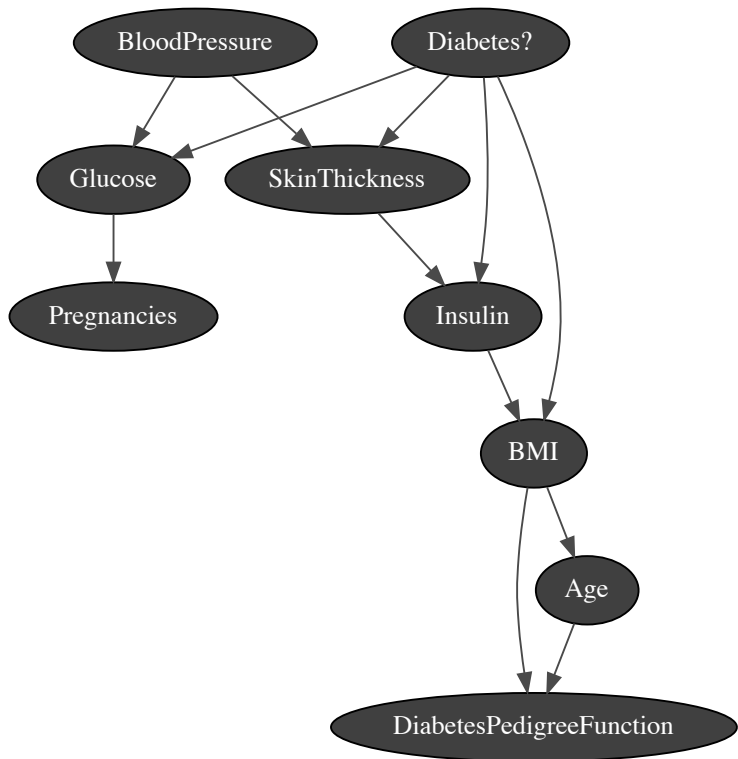 BloodPressure
Diabetes?
Glucose
SkinThickness
Pregnancies
Insulin
BMI
Age
DiabetesPedigreeFunction